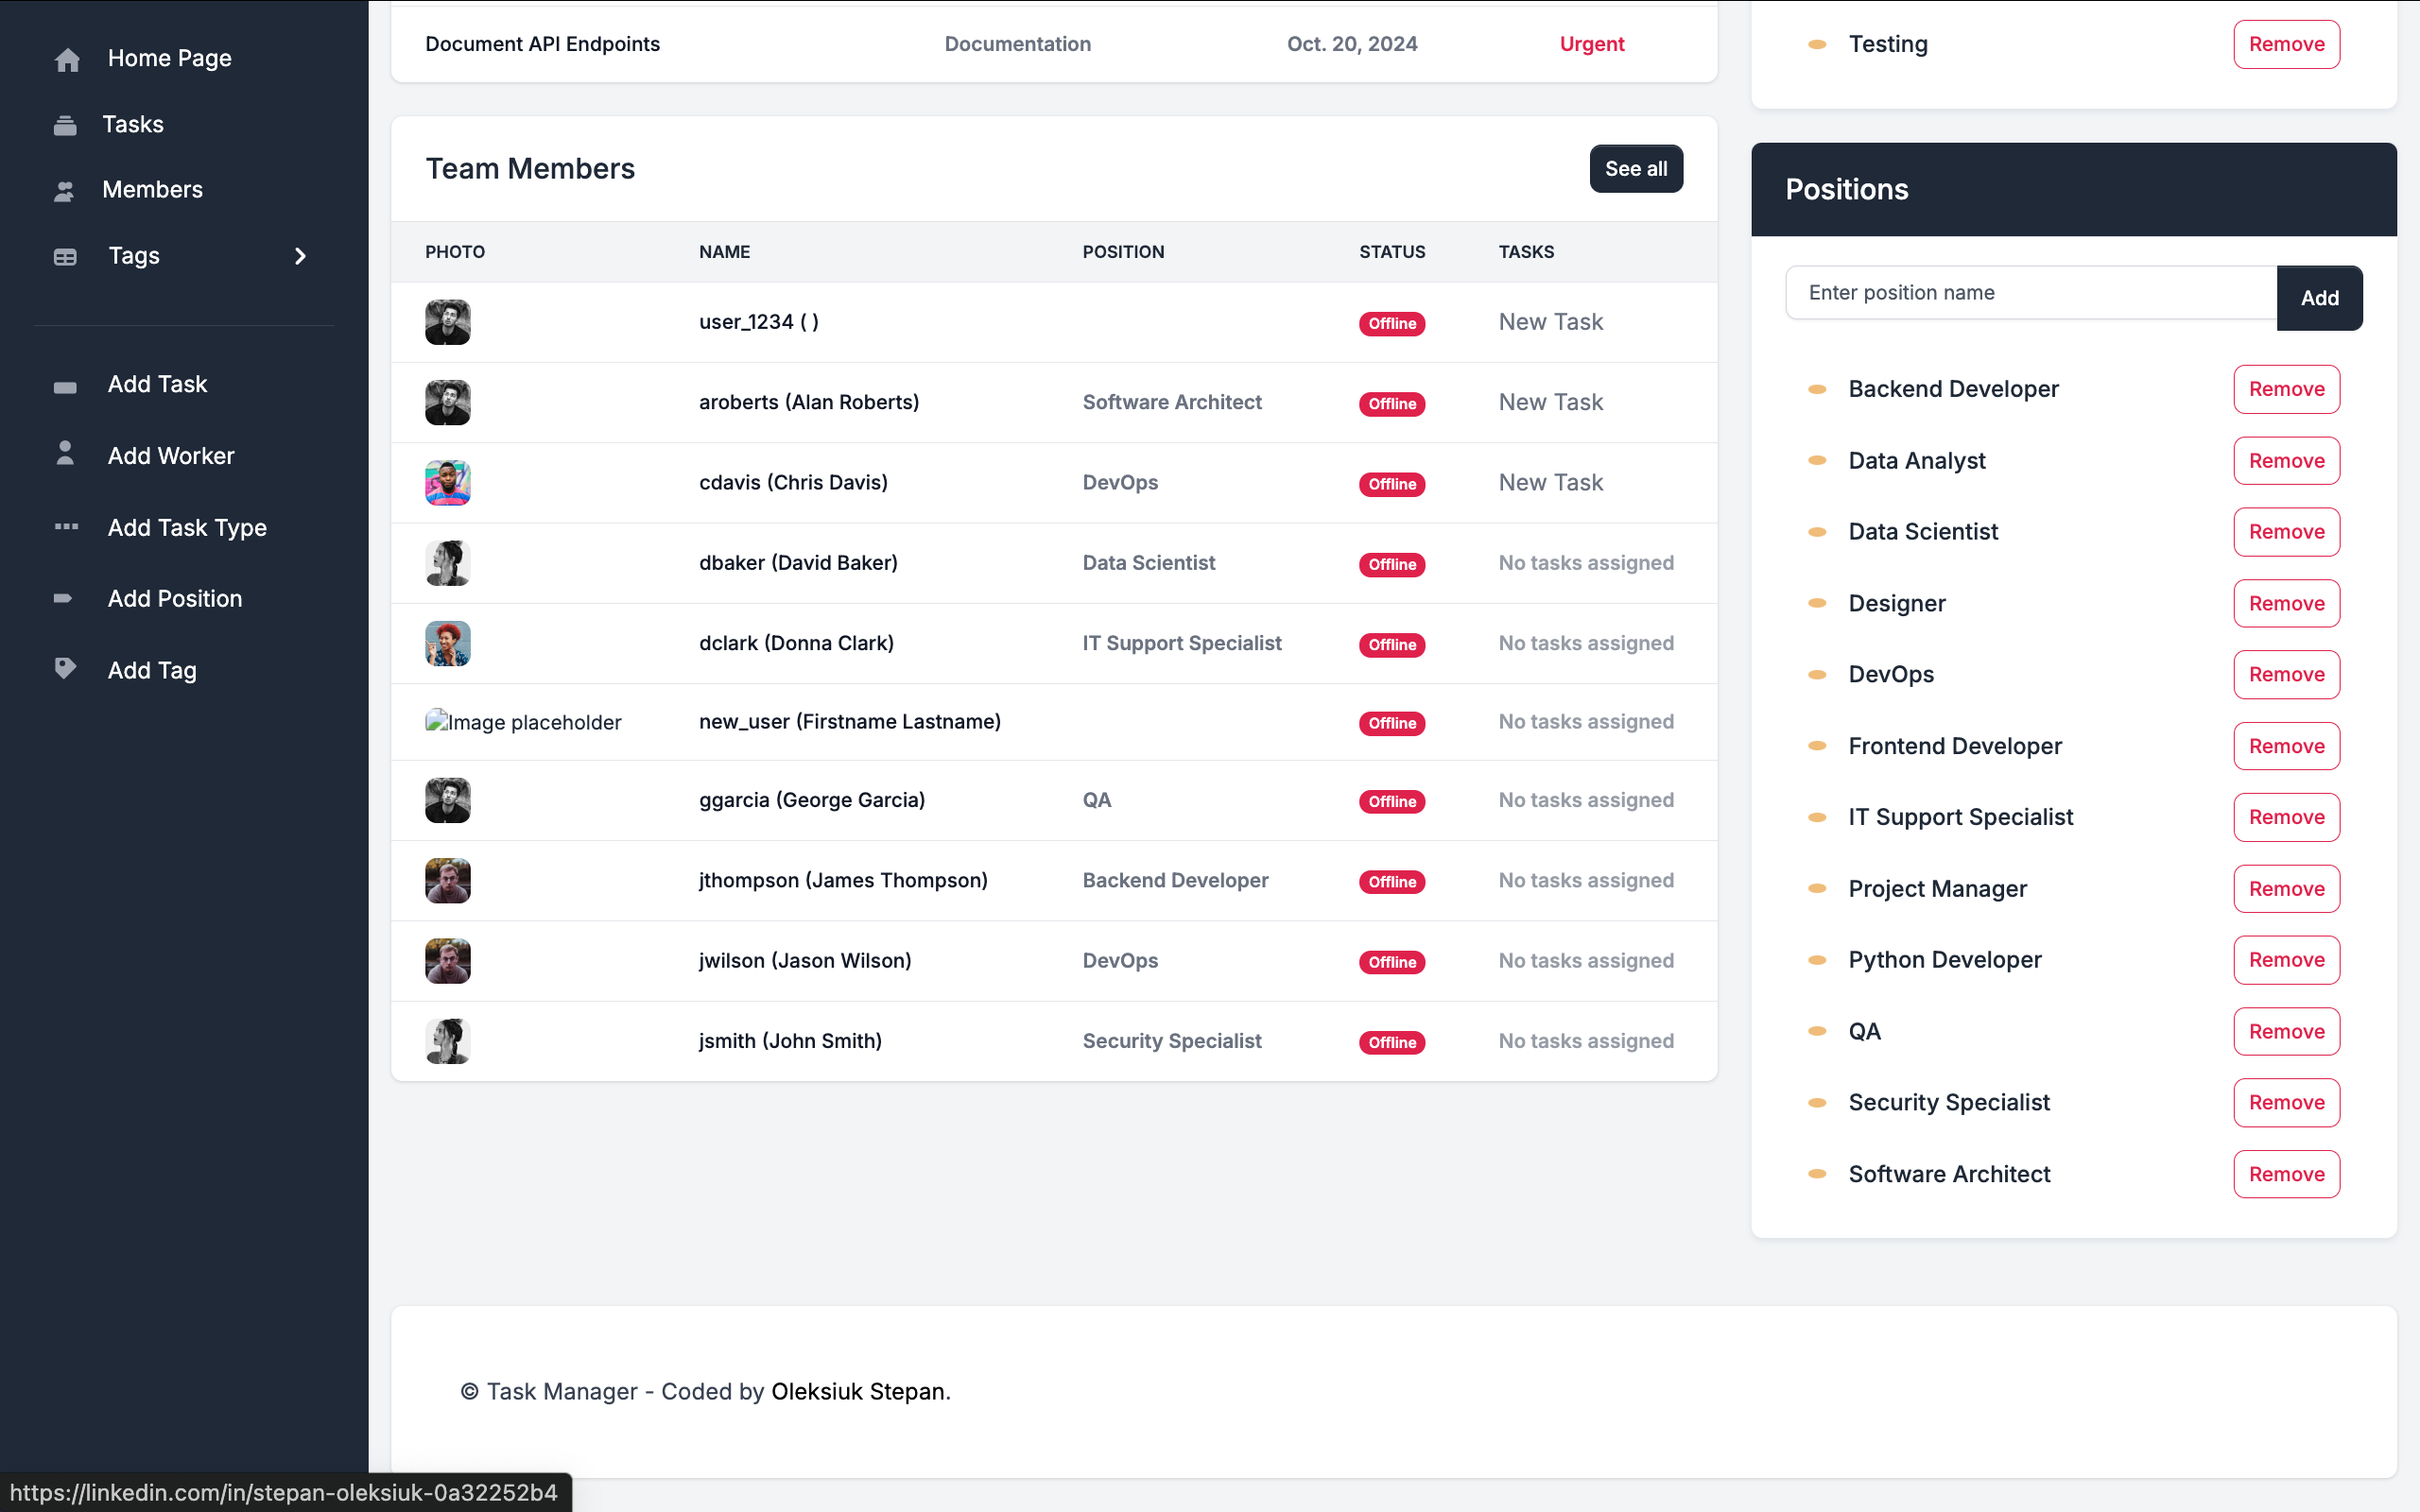 Home Page
Tasks
Members
Tags
Add Task
Add Worker
Add Task Type
Add Position
Add Tag
Document API Endpoints Documentation Oct. 20, 2024 Urgent
Team Members See all
PHOTO NAME POSITION STATUS TASKS
user_1234 ( ) Offline New Task
aroberts (Alan Roberts) Software Architect Offline New Task
cdavis (Chris Davis) DevOps Offline New Task
dbaker (David Baker) Data Scientist Offline No tasks assigned
dclark (Donna Clark) IT Support Specialist Offline No tasks assigned
Image placeholder new_user (Firstname Lastname) Offline No tasks assigned
ggarcia (George Garcia) QA Offline No tasks assigned
jthompson (James Thompson) Backend Developer Offline No tasks assigned
jwilson (Jason Wilson) DevOps Offline No tasks assigned
jsmith (John Smith) Security Specialist Offline No tasks assigned
Testing Remove
Positions
Enter position name Add
Backend Developer Remove
Data Analyst Remove
Data Scientist Remove
Designer Remove
DevOps Remove
Frontend Developer Remove
IT Support Specialist Remove
Project Manager Remove
Python Developer Remove
QA Remove
Security Specialist Remove
Software Architect Remove
© Task Manager - Coded by Oleksiuk Stepan.
https://linkedin.com/in/stepan-oleksiuk-0a32252b4